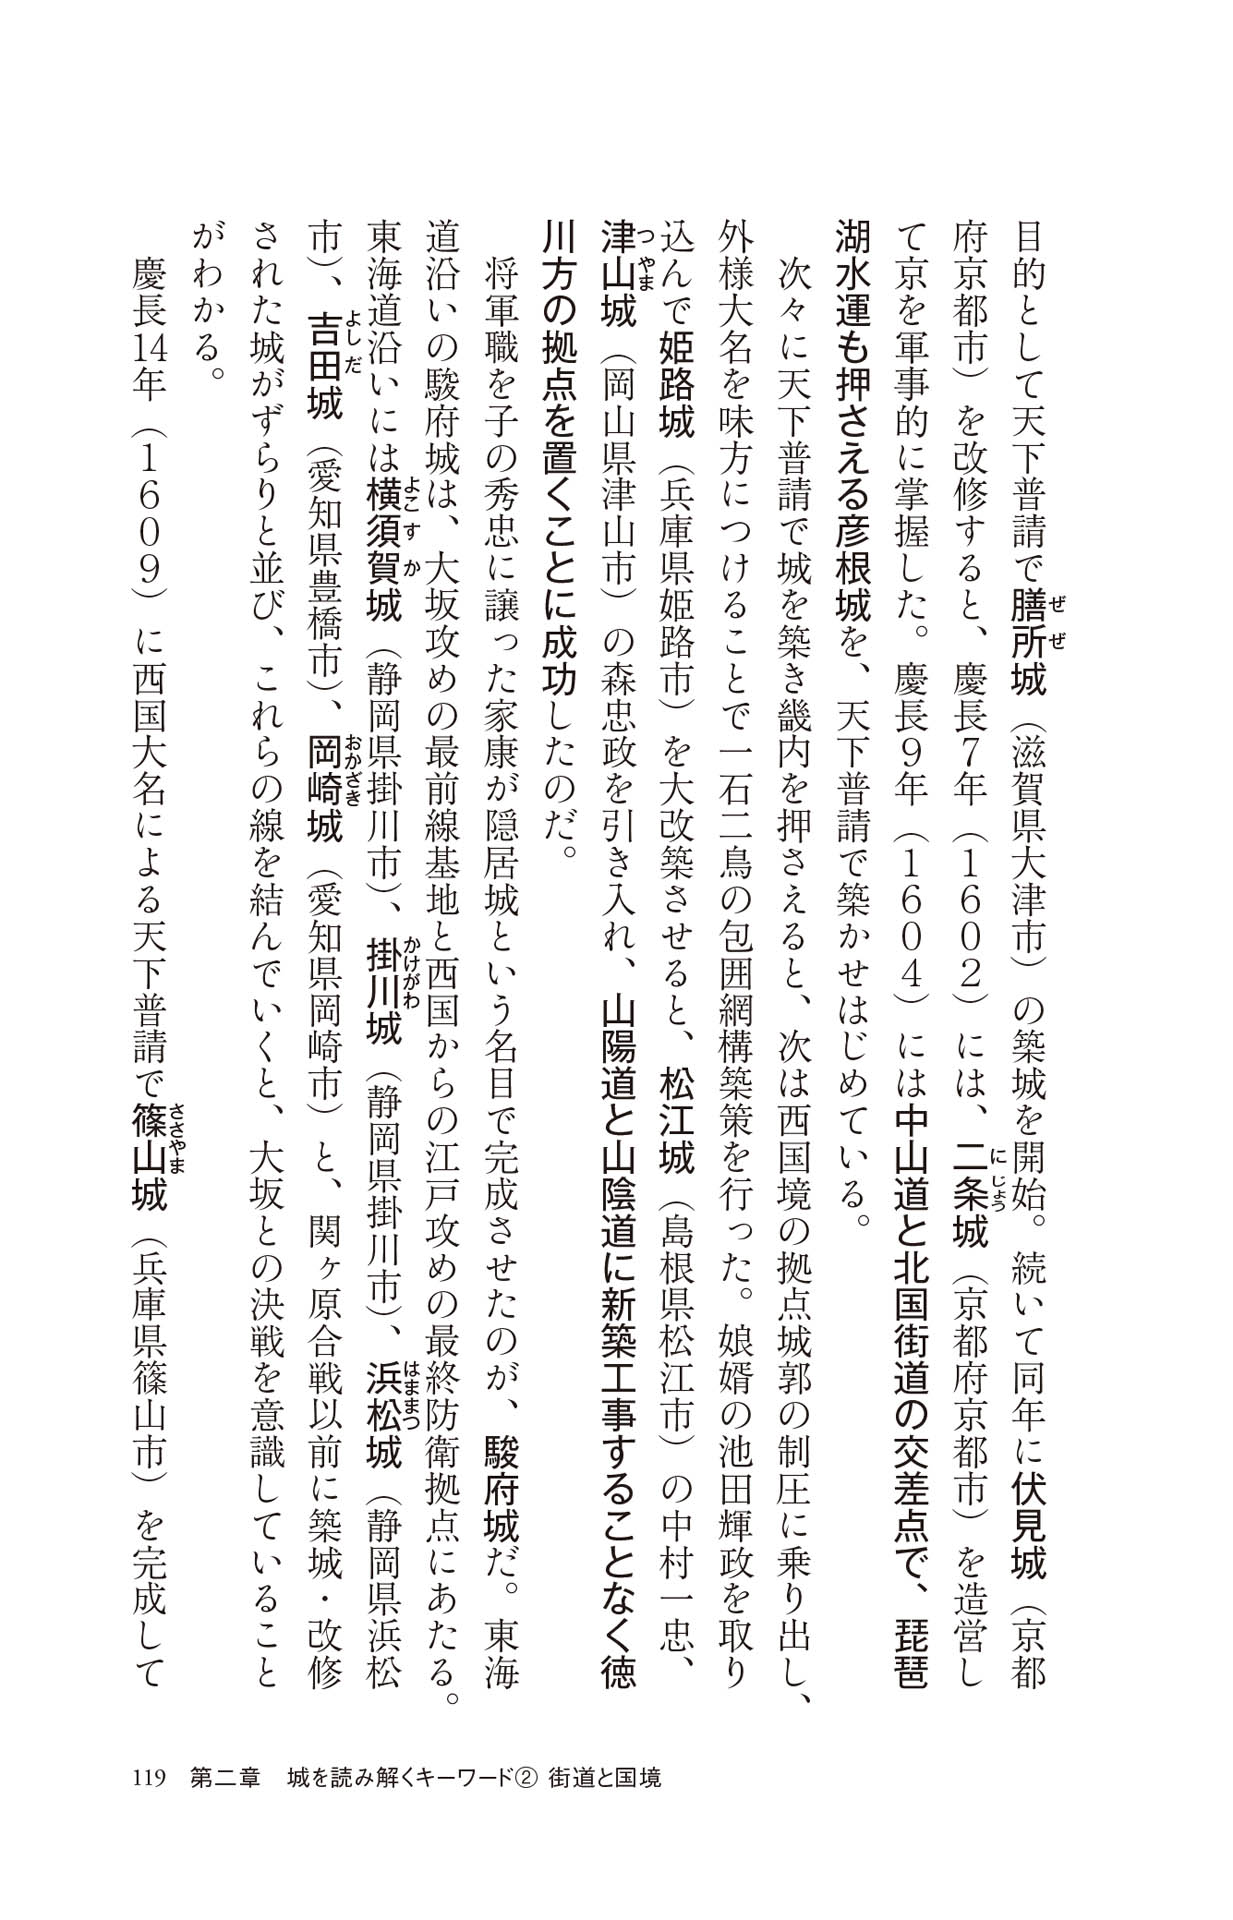 目的として天下普請で膳所城（滋賀県大津市）の築城を開始。続いて同年に伏見城（京都
府京都市）を改修すると、慶長7年（1602）には、二条城（京都府京都市）を造営し
て京を軍事的に掌握した。慶長9年（1604）には中山道と北国街道の交差点で、琵琶
湖水運も押さえる彦根城を、天下普請で築かせはじめている。
次々に天下普請で城を築き畿内を押さえると、次は西国境の拠点城郭の制圧に乗り出し、
外様大名を味方につけることで一石二鳥の包囲網構築策を行った。娘婿の池田輝政を取り
込んで姫路城（兵庫県姫路市）を大改築させると、松江城（島根県松江市）の中村一忠、
津山城（岡山県津山市）の森忠政を引き入れ、山陽道と山陰道に新築工事することなく徳
川方の拠点を置くことに成功したのだ。
将軍職を子の秀忠に譲った家康が隠居城という名目で完成させたのが、駿府城だ。東海
道沿いの駿府城は、大坂攻めの最前線基地と西国からの江戸攻めの最終防衛拠点にあたる。
東海道沿いには横須賀城（静岡県掛川市）、掛川城（静岡県掛川市）、浜松城（静岡県浜松
市）、吉田城（愛知県豊橋市）、岡崎城（愛知県岡崎市）と、関ヶ原合戦以前に築城・改修
された城がずらりと並び、これらの線を結んでいくと、大坂との決戦を意識していること
がわかる。
慶長14年（1609）に西国大名による天下普請で篠山城（兵庫県篠山市）を完成して
119 第二章 城を読み解くキーワード② 街道と国境